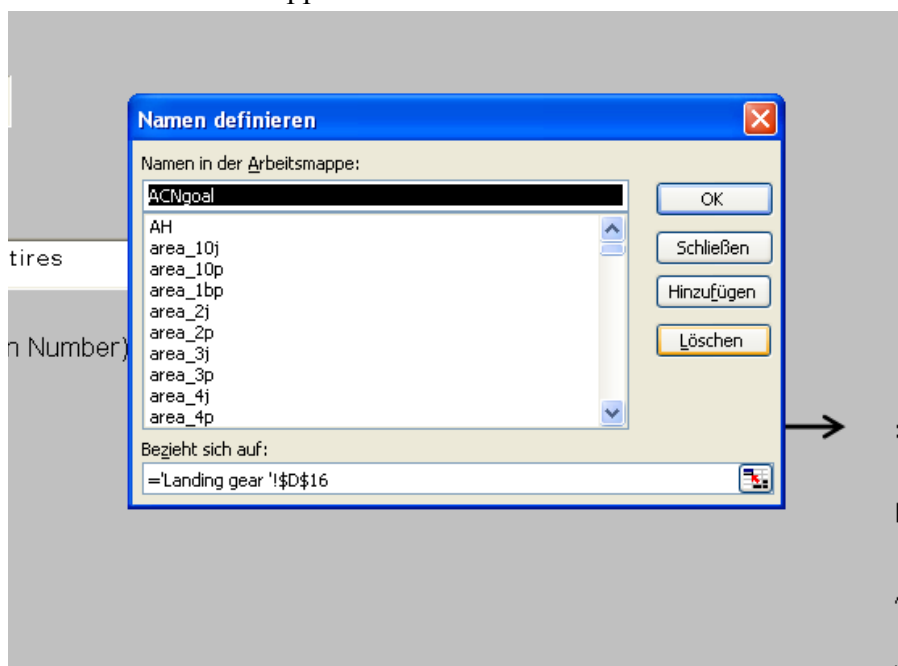 Namen definieren
Namen in der Arbeitsmappe:
ACNgoal
AH
area_10j
area_10p
area_1bp
area_2j
area_2p
area_3j
area_3p
area_4j
area_4p
OK
Schließen
Hinzufügen
Löschen
Bezieht sich auf:
='Landing gear '!$D$16
tires
n Number)